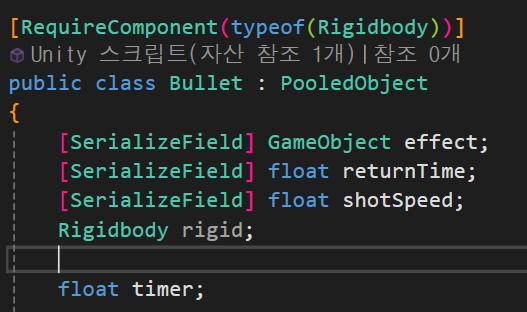 [RequireComponent(typeof(Rigidbody))]
Unity 스크립트(자산 참조 1개)|참조 0개
public class Bullet : PooledObject
{
[SerializeField] GameObject effect;
[SerializeField] float returnTime;
[SerializeField] float shotSpeed;
Rigidbody rigid;
float timer;